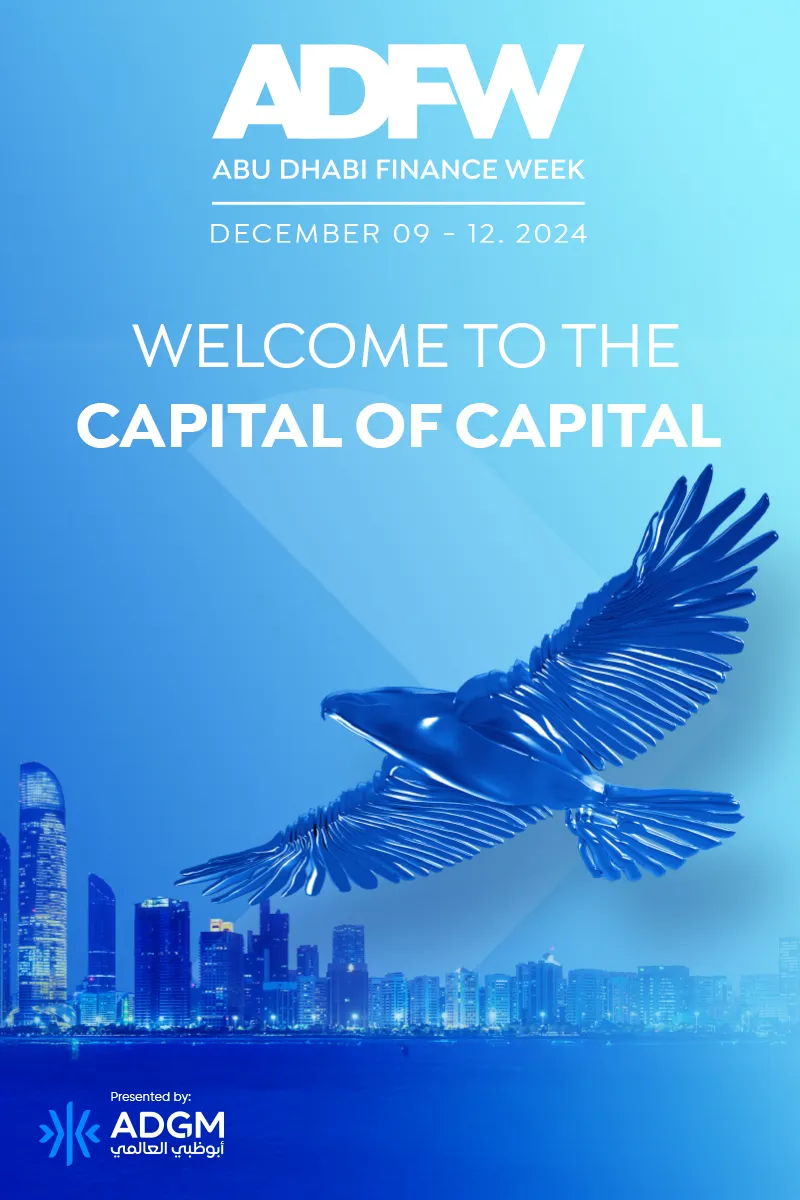 ADFW
ABU DHABI FINANCE WEEK
DECEMBER 09 - 12. 2024
WELCOME TO THE
CAPITAL OF CAPITAL
Presented by:
ADGM
أبوظبي العالمي